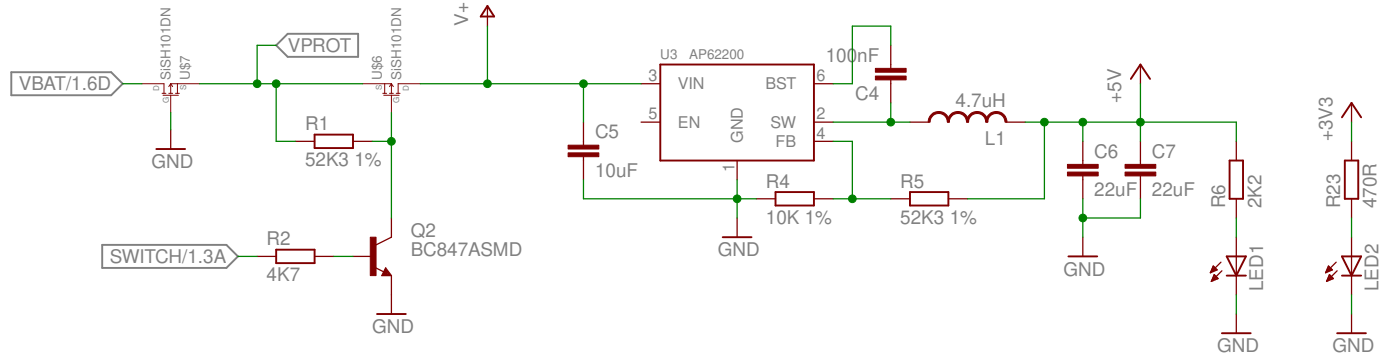 VBAT/1.6D
SiSH101DN
U$7
D
S
G
GND
VPROT
R1
52K3 1%
U$6
SiSH101DN
S
D
G
V+
SWITCH/1.3A
R2
4K7
Q2
BC847ASMD
GND
C5
10uF
U3 AP62200
3 VIN
5 EN
GND
1
BST 6
SW 2
FB 4
100nF
C4
4.7uH
L1
R4
10K 1%
R5
52K3 1%
GND
+5V
C6
22uF
C7
22uF
GND
R6
2K2
LED1
GND
+3V3
R23
470R
LED2
GND